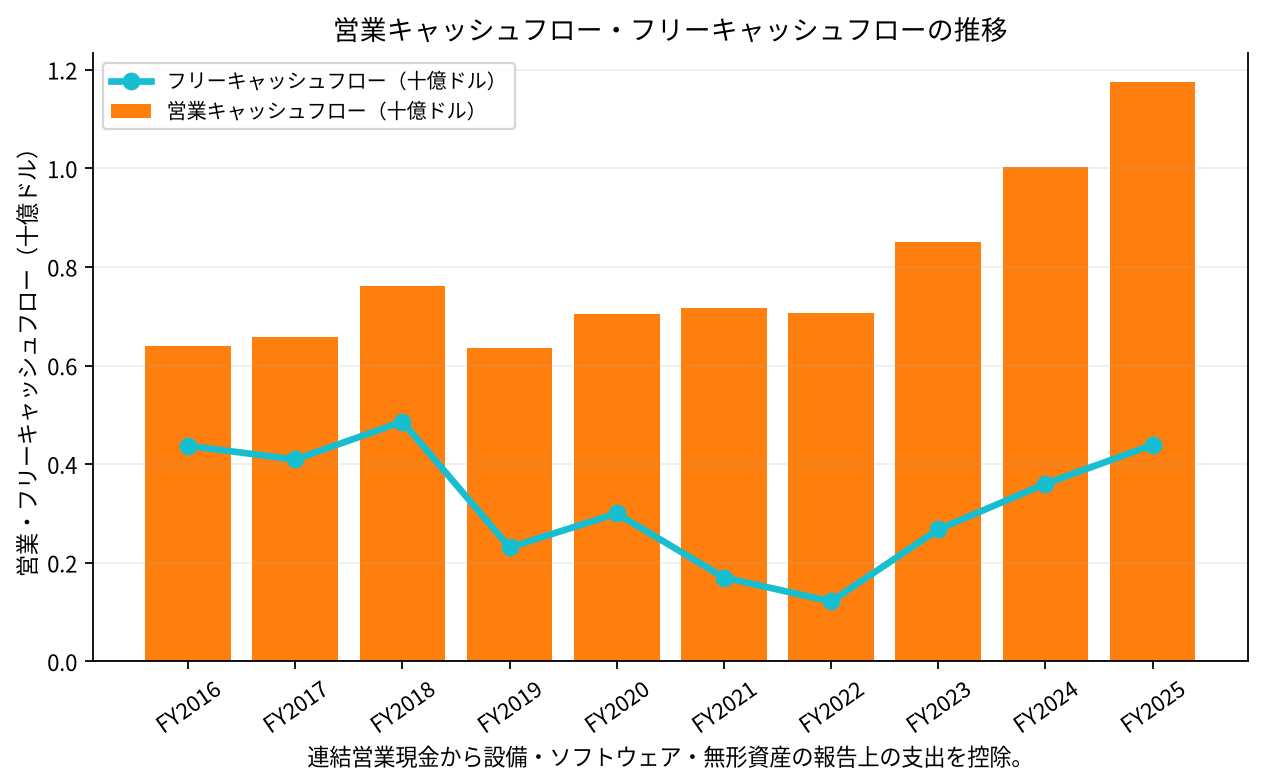 営業キャッシュフロー・フリーキャッシュフローの推移
フリーキャッシュフロー（十億ドル）
営業キャッシュフロー（十億ドル）
営業・フリーキャッシュフロー（十億ドル）
1.2
1.0
0.8
0.6
0.4
0.2
0.0
FY2016
FY2017
FY2018
FY2019
FY2020
FY2021
FY2022
FY2023
FY2024
FY2025
連結営業現金から設備・ソフトウェア・無形資産の報告上の支出を控除。